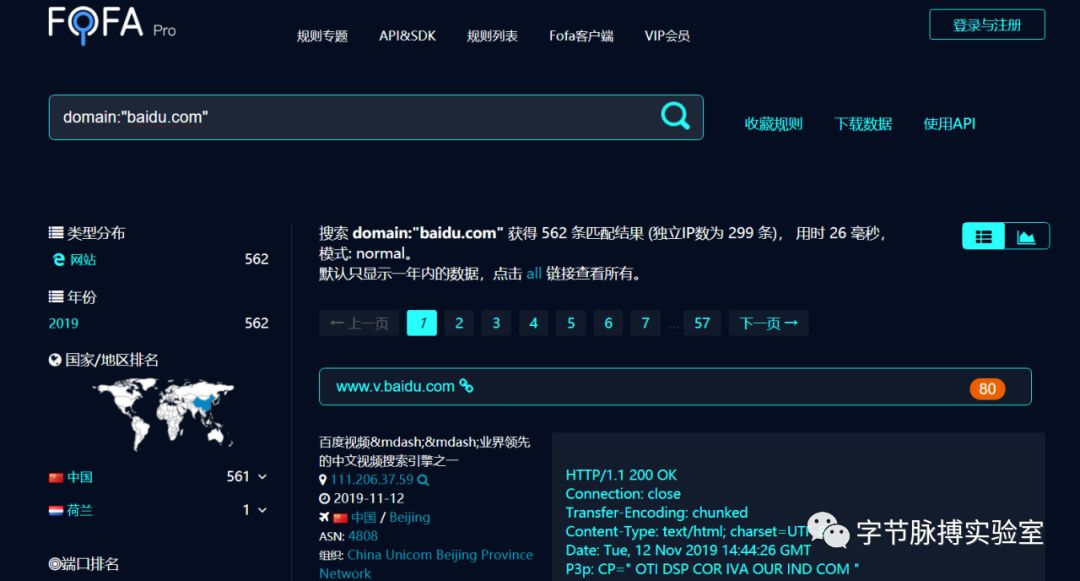 FOFA Pro
规则专题 API&SDK 规则列表 Fofa客户端 VIP会员
登录与注册
domain:"baidu.com"
收藏规则 下载数据 使用API
类型分布
网站 562
年份
2019 562
国家/地区排名
中国 561
荷兰 1
端口排名
搜索 domain:"baidu.com" 获得 562 条匹配结果 (独立IP数为 299 条)， 用时 26 毫秒，
模式: normal。
默认只显示一年内的数据，点击 all 链接查看所有。
← 上一页 1 2 3 4 5 6 7 ... 57 下一页 →
www.v.baidu.com 80
百度视频&mdash;&mdash;业界领先
的中文视频搜索引擎之一
111.206.37.59
2019-11-12
中国 / Beijing
ASN: 4808
组织: China Unicom Beijing Province
Network
HTTP/1.1 200 OK
Connection: close
Transfer-Encoding: chunked
Content-Type: text/html; charset=UT
Date: Tue, 12 Nov 2019 14:44:26 GMT
P3p: CP=" OTI DSP COR IVA OUR IND COM "
字节脉搏实验室